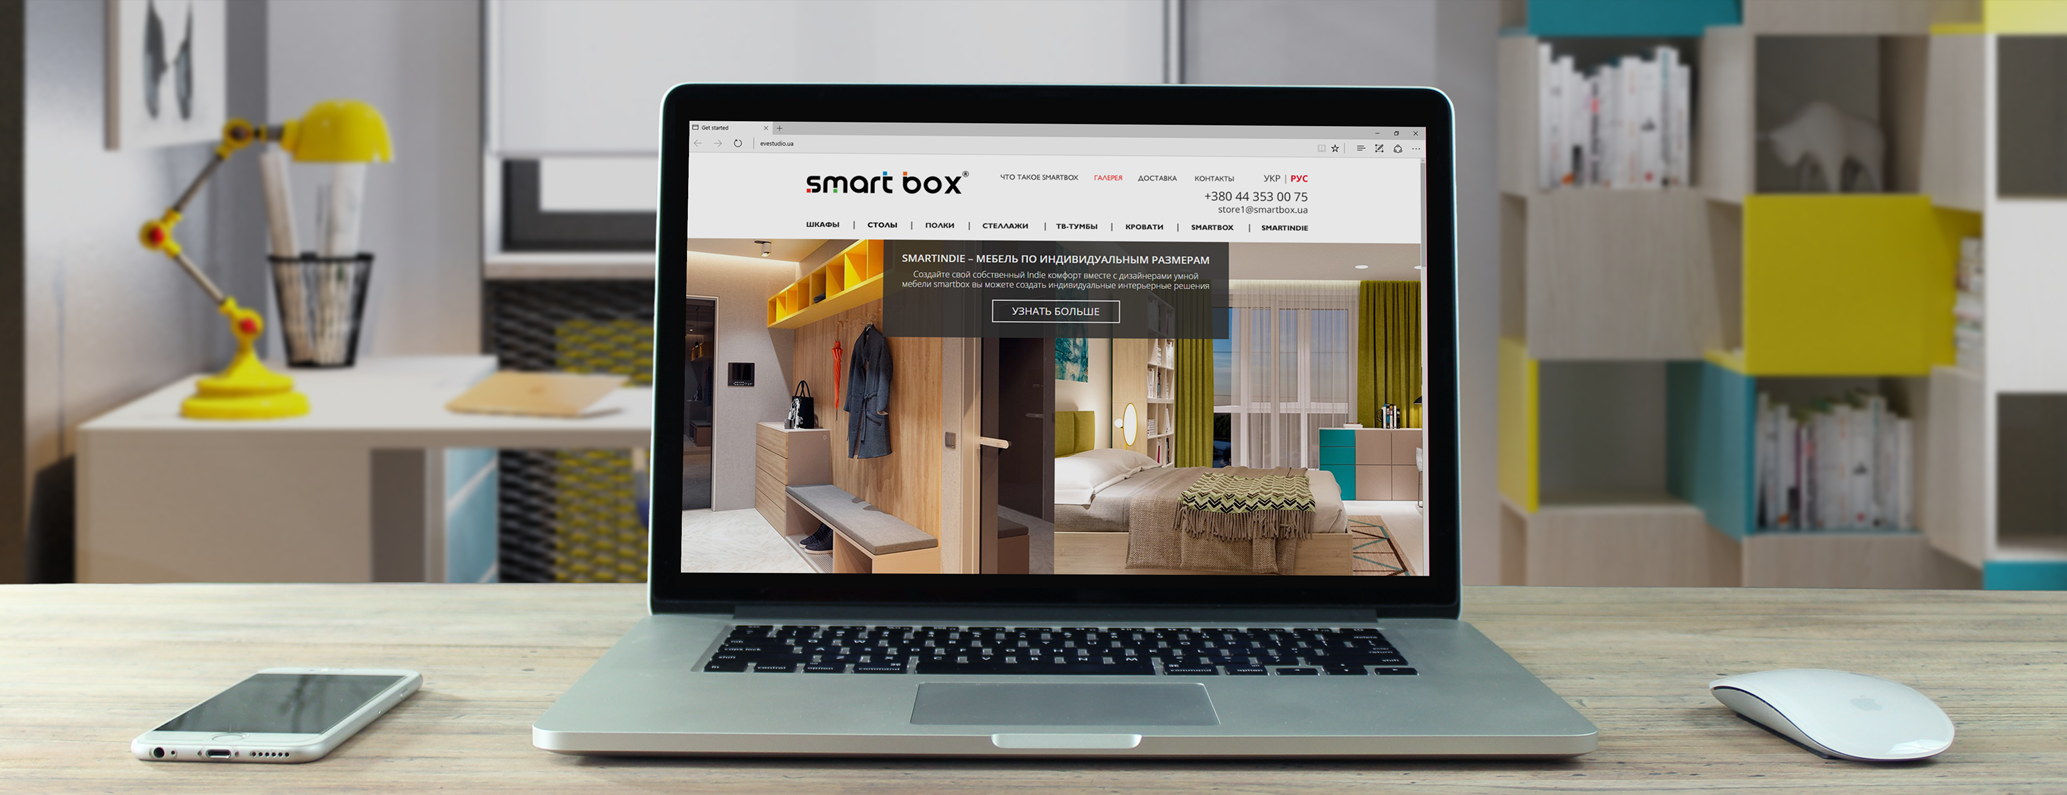 Get started
evestudio.ua
smart box®
ЧТО ТАКОЕ SMARTBOX ГАЛЕРЕЯ ДОСТАВКА КОНТАКТЫ УКР | РУС
+380 44 353 00 75
store1@smartbox.ua
ШКАФЫ | СТОЛЫ | ПОЛКИ | СТЕЛЛАЖИ | ТВ-ТУМБЫ | КРОВАТИ | SMARTBOX | SMARTINDIE
SMARTINDIE – МЕБЕЛЬ ПО ИНДИВИДУАЛЬНЫМ РАЗМЕРАМ
Создайте свой собственный Indie комфорт вместе с дизайнерами умной
мебели smartbox вы можете создать индивидуальные интерьерные решения
УЗНАТЬ БОЛЬШЕ